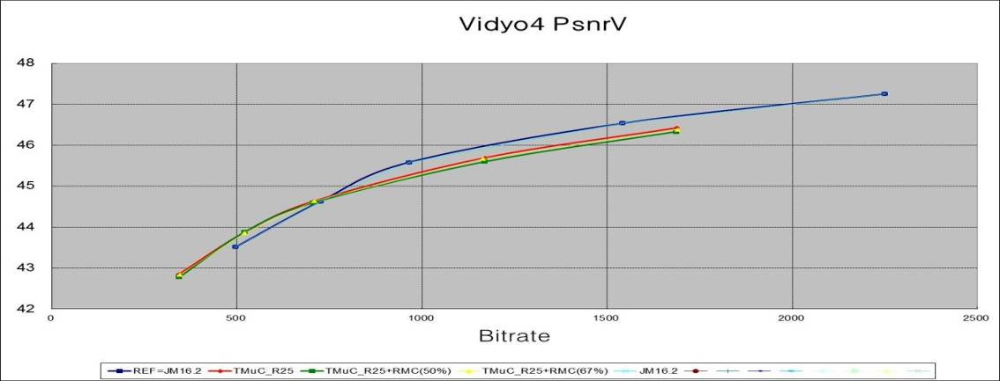 Vidyo4 PsnrV
48
47
46
45
44
43
42
0 500 1000 1500 2000 2500
Bitrate
REF=JM16.2 TMuC_R25 TMuC_R25+RMC(50%) TMuC_R25+RMC(67%) JM16.2